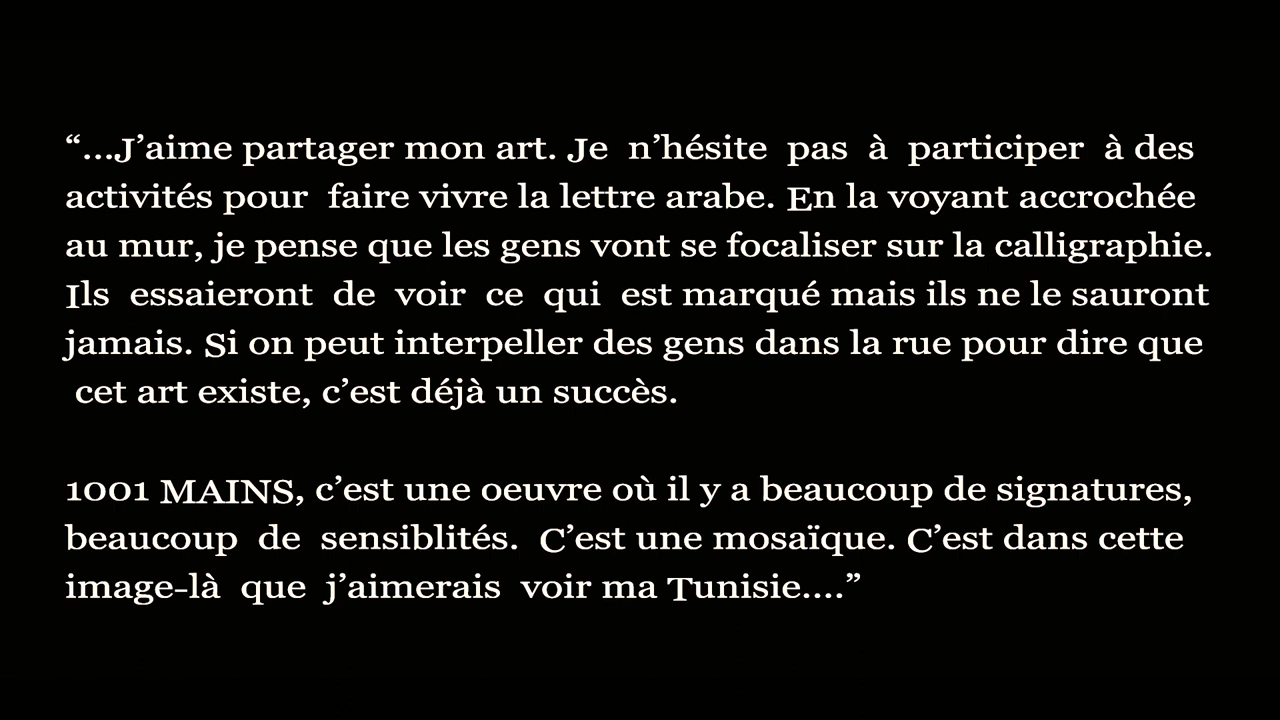 “...J’aime partager mon art. Je n’hésite pas à participer à des
activités pour faire vivre la lettre arabe. En la voyant accrochée
au mur, je pense que les gens vont se focaliser sur la calligraphie.
Ils essaieront de voir ce qui est marqué mais ils ne le sauront
jamais. Si on peut interpeller des gens dans la rue pour dire que
cet art existe, c’est déjà un succès.
1001 MAINS, c’est une oeuvre où il y a beaucoup de signatures,
beaucoup de sensiblités. C’est une mosaïque. C’est dans cette
image-là que j’aimerais voir ma Tunisie....”